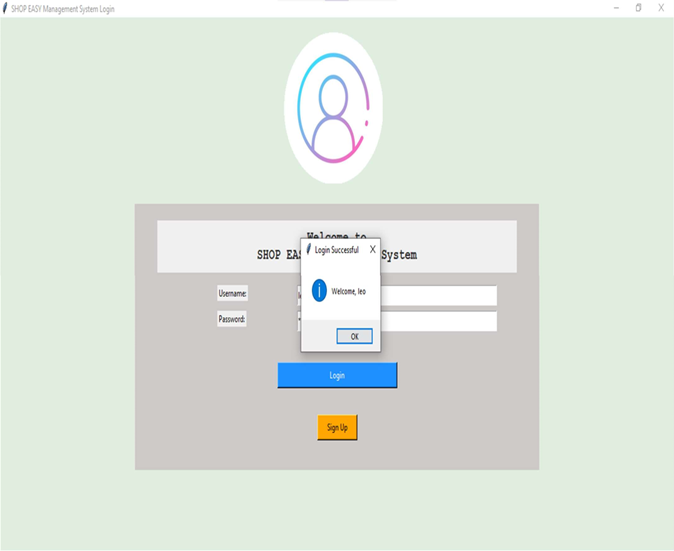 SHOP EASY Management System Login
Welcome to
SHOP EAS System
Login Successful
Username:
Welcome, leo
Password:
OK
Login
Sign Up